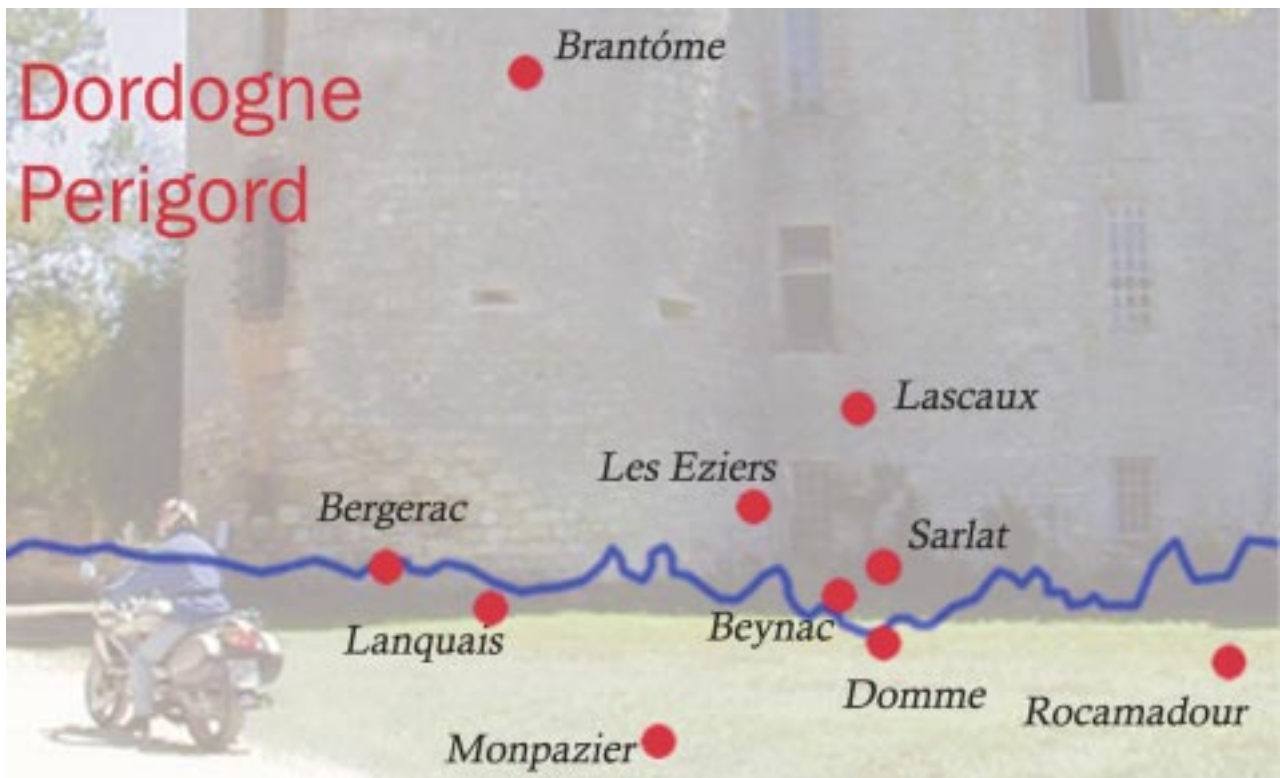 Dordogne
Perigord
Brantóme
Lascaux
Les Eziers
Bergerac
Sarlat
Lanquais
Beynac
Domme
Rocamadour
Monpazier